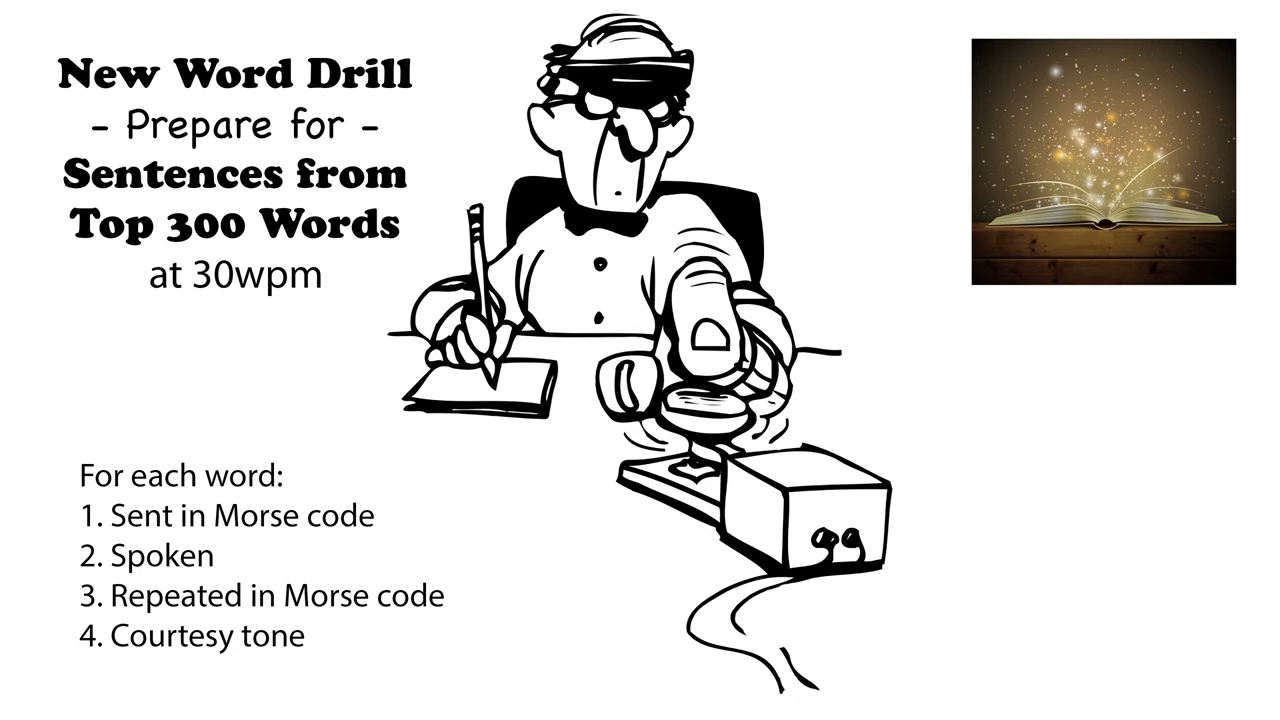 New Word Drill
- Prepare for -
Sentences from
Top 300 Words
at 30wpm
For each word:
1. Sent in Morse code
2. Spoken
3. Repeated in Morse code
4. Courtesy tone